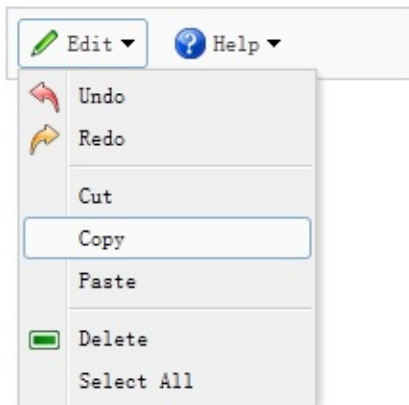 Edit Help
Undo
Redo
Cut
Copy
Paste
Delete
Select All